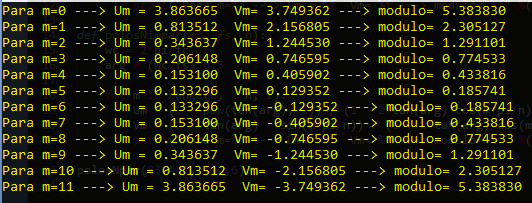 Para m=0 ---> Um = 3.863665  Vm= 3.749362 ---> modulo= 5.383830
Para m=1 ---> Um = 0.813512  Vm= 2.156805 ---> modulo= 2.305127
Para m=2 ---> Um = 0.343637  Vm= 1.244530 ---> modulo= 1.291101
Para m=3 ---> Um = 0.206148  Vm= 0.746595 ---> modulo= 0.774533
Para m=4 ---> Um = 0.153100  Vm= 0.405902 ---> modulo= 0.433816
Para m=5 ---> Um = 0.133296  Vm= 0.129352 ---> modulo= 0.185741
Para m=6 ---> Um = 0.133296  Vm= -0.129352 ---> modulo= 0.185741
Para m=7 ---> Um = 0.153100  Vm= -0.405902 ---> modulo= 0.433816
Para m=8 ---> Um = 0.206148  Vm= -0.746595 ---> modulo= 0.774533
Para m=9 ---> Um = 0.343637  Vm= -1.244530 ---> modulo= 1.291101
Para m=10 ---> Um = 0.813512  Vm= -2.156805 ---> modulo= 2.305127
Para m=11 ---> Um = 3.863665  Vm= -3.749362 ---> modulo= 5.383830